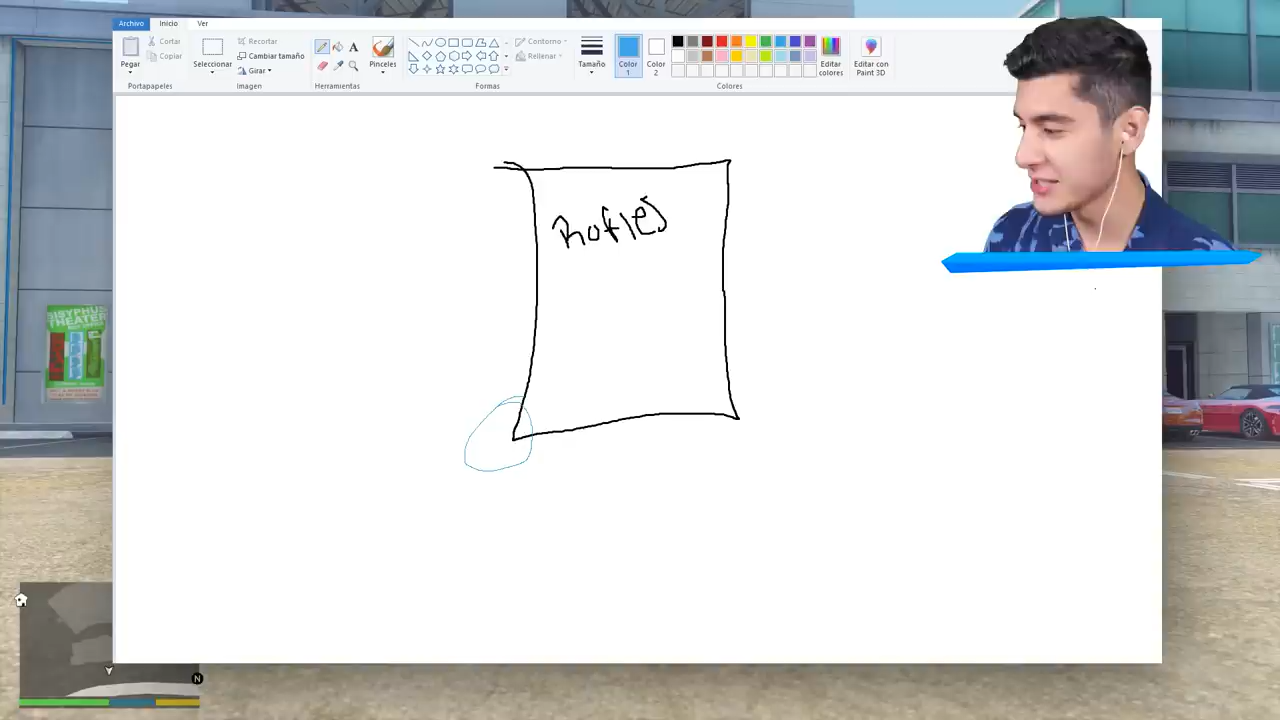 Archivo Inicio Ver
Pegar
Cortar
Copiar
Portapapeles
Seleccionar
Recortar
Cambiar tamaño
Girar
Imagen
Herramientas
Pinceles
Formas
Contorno
Rellenar
Tamaño
Color 1
Color 2
Editar colores
Editar con Paint 3D
Colores
SISYPHUS
THEATER
N